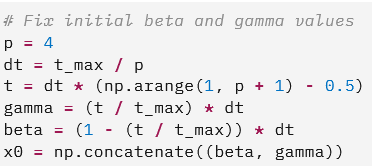 # Fix initial beta and gamma values
p = 4
dt = t_max / p
t = dt * (np.arange(1, p + 1) - 0.5)
gamma = (t / t_max) * dt
beta = (1 - (t / t_max)) * dt
x0 = np.concatenate((beta, gamma))